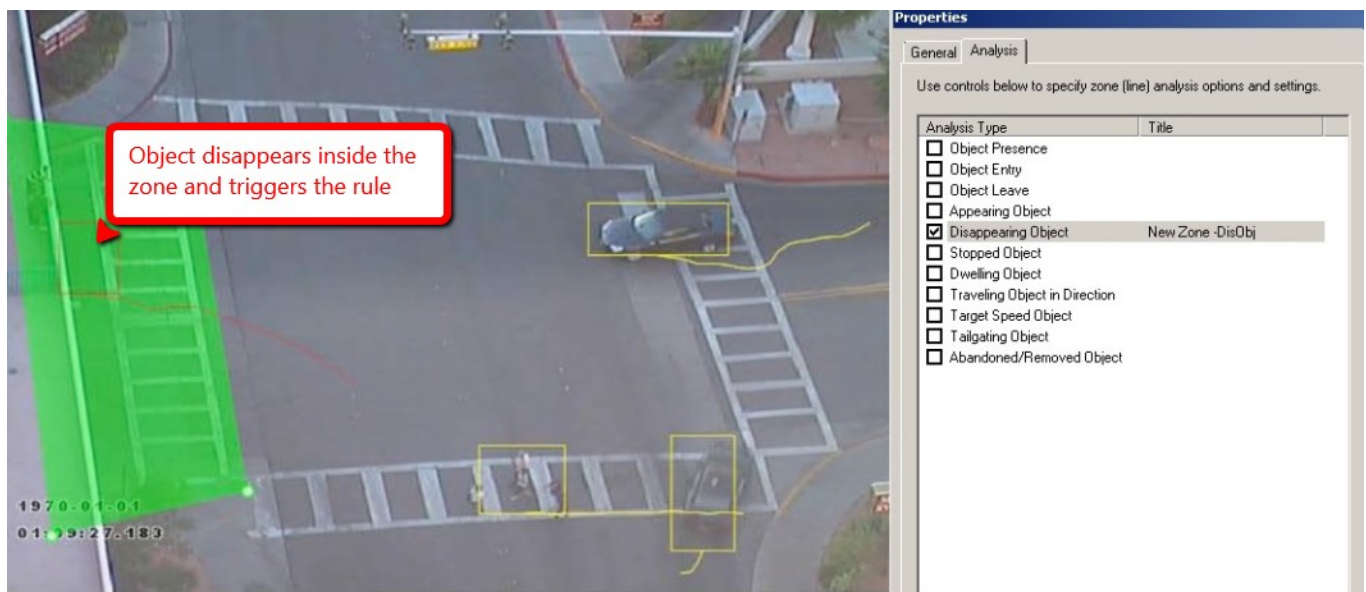 Object disappears inside the
zone and triggers the rule
1970-01-01
01:09:27.183
Properties
General
Analysis
Use controls below to specify zone (line) analysis options and settings.
Analysis Type Title
Object Presence
Object Entry
Object Leave
Appearing Object
Disappearing Object New Zone -DisObj
Stopped Object
Dwelling Object
Traveling Object in Direction
Target Speed Object
Tailgating Object
Abandoned/Removed Object